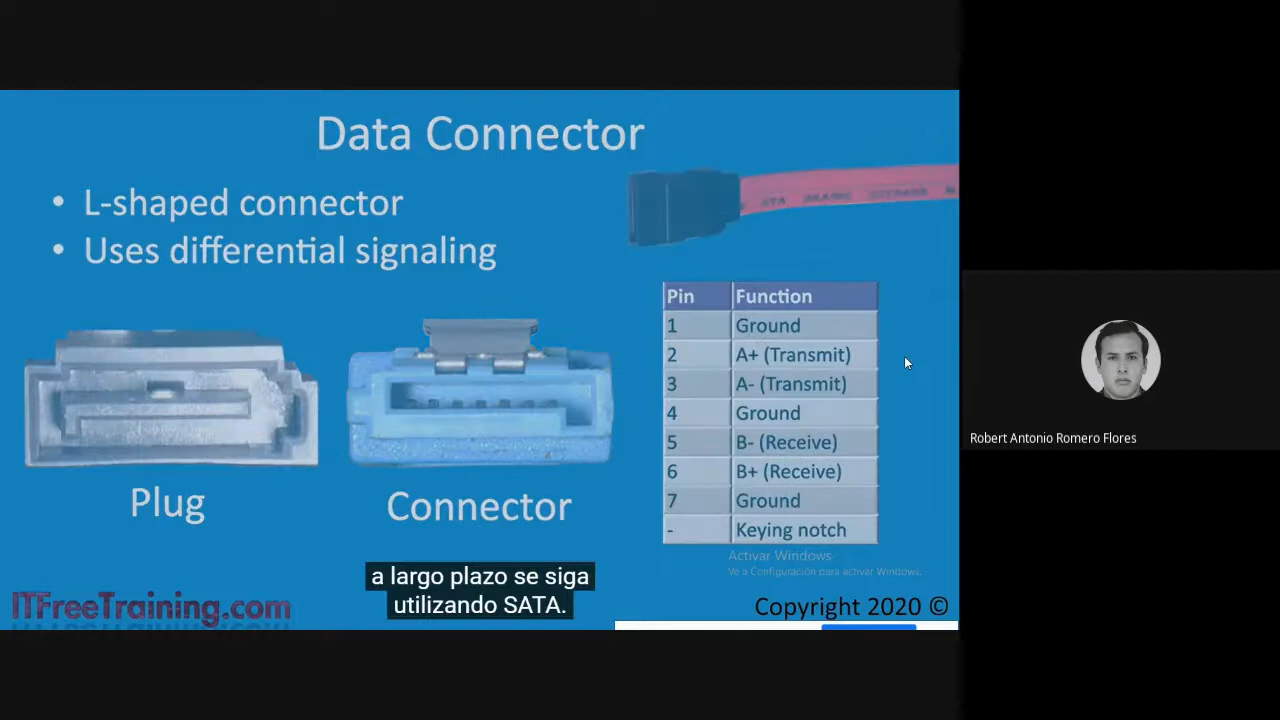 Data Connector
• L-shaped connector
• Uses differential signaling
Pin Function
1 Ground
2 A+ (Transmit)
3 A- (Transmit)
4 Ground
5 B- (Receive)
6 B+ (Receive)
7 Ground
- Keying notch
Plug
Connector
Activar Windows
Ve a Configuración para activar Windows.
a largo plazo se siga
utilizando SATA.
ITFreeTraining.com
Copyright 2020 ©
Robert Antonio Romero Flores